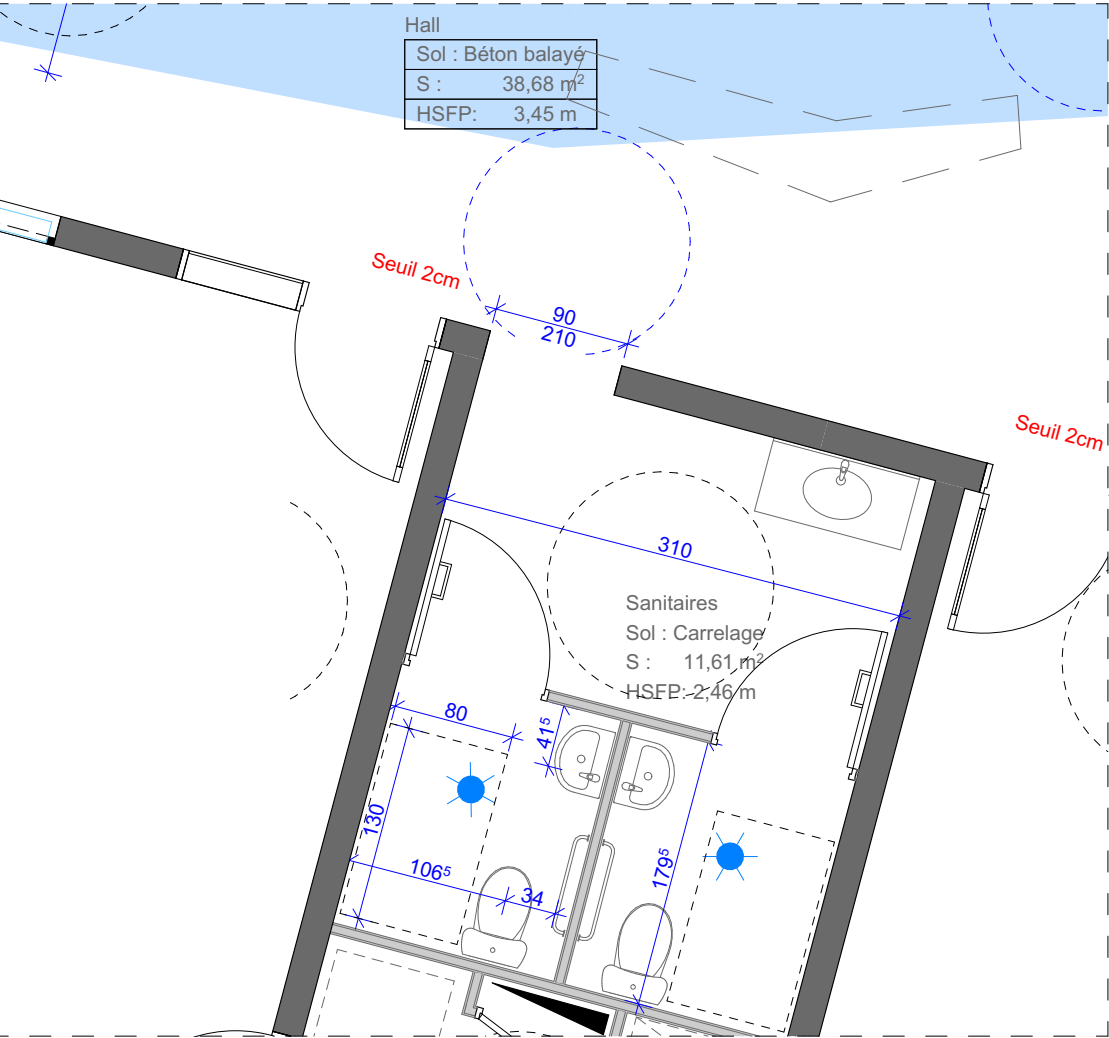 Hall
Sol : Béton balayé
S : 38,68 m²
HSFP: 3,45 m
Seuil 2cm
90
210
Seuil 2cm
310
Sanitaires
Sol : Carrelage
S : 11,61 m²
HSFP: 2,46 m
80
41⁵
130
106⁵
34
179⁵